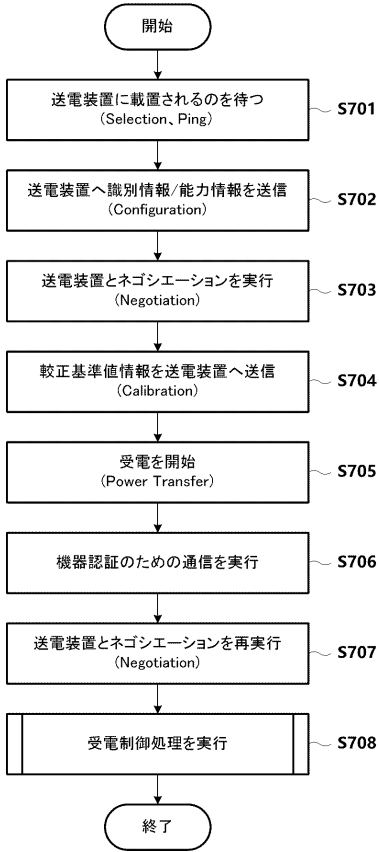 開始
送電装置に載置されるのを待つ
(Selection、Ping)
S701
送電装置へ識別情報/能力情報を送信
(Configuration)
S702
送電装置とネゴシエーションを実行
(Negotiation)
S703
較正基準値情報を送電装置へ送信
(Calibration)
S704
受電を開始
(Power Transfer)
S705
機器認証のための通信を実行
S706
送電装置とネゴシエーションを再実行
(Negotiation)
S707
受電制御処理を実行
S708
終了